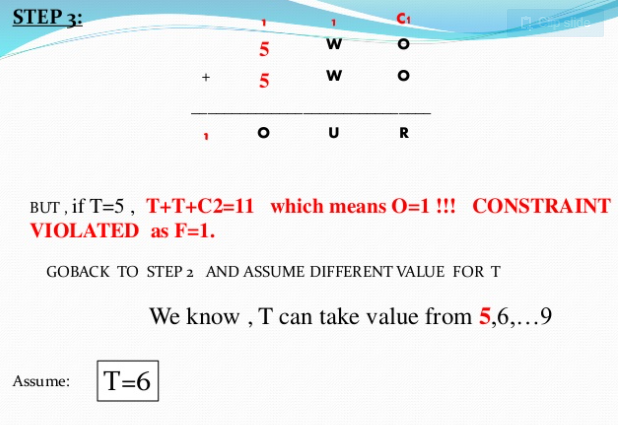 STEP 3:
1 1 C1
5 W O
+ 5 W O
1 O U R
BUT , if T=5 , T+T+C2=11 which means O=1 !!! CONSTRAINT
VIOLATED as F=1.
GOBACK TO STEP 2 AND ASSUME DIFFERENT VALUE FOR T
We know , T can take value from 5,6,…9
Assume: T=6